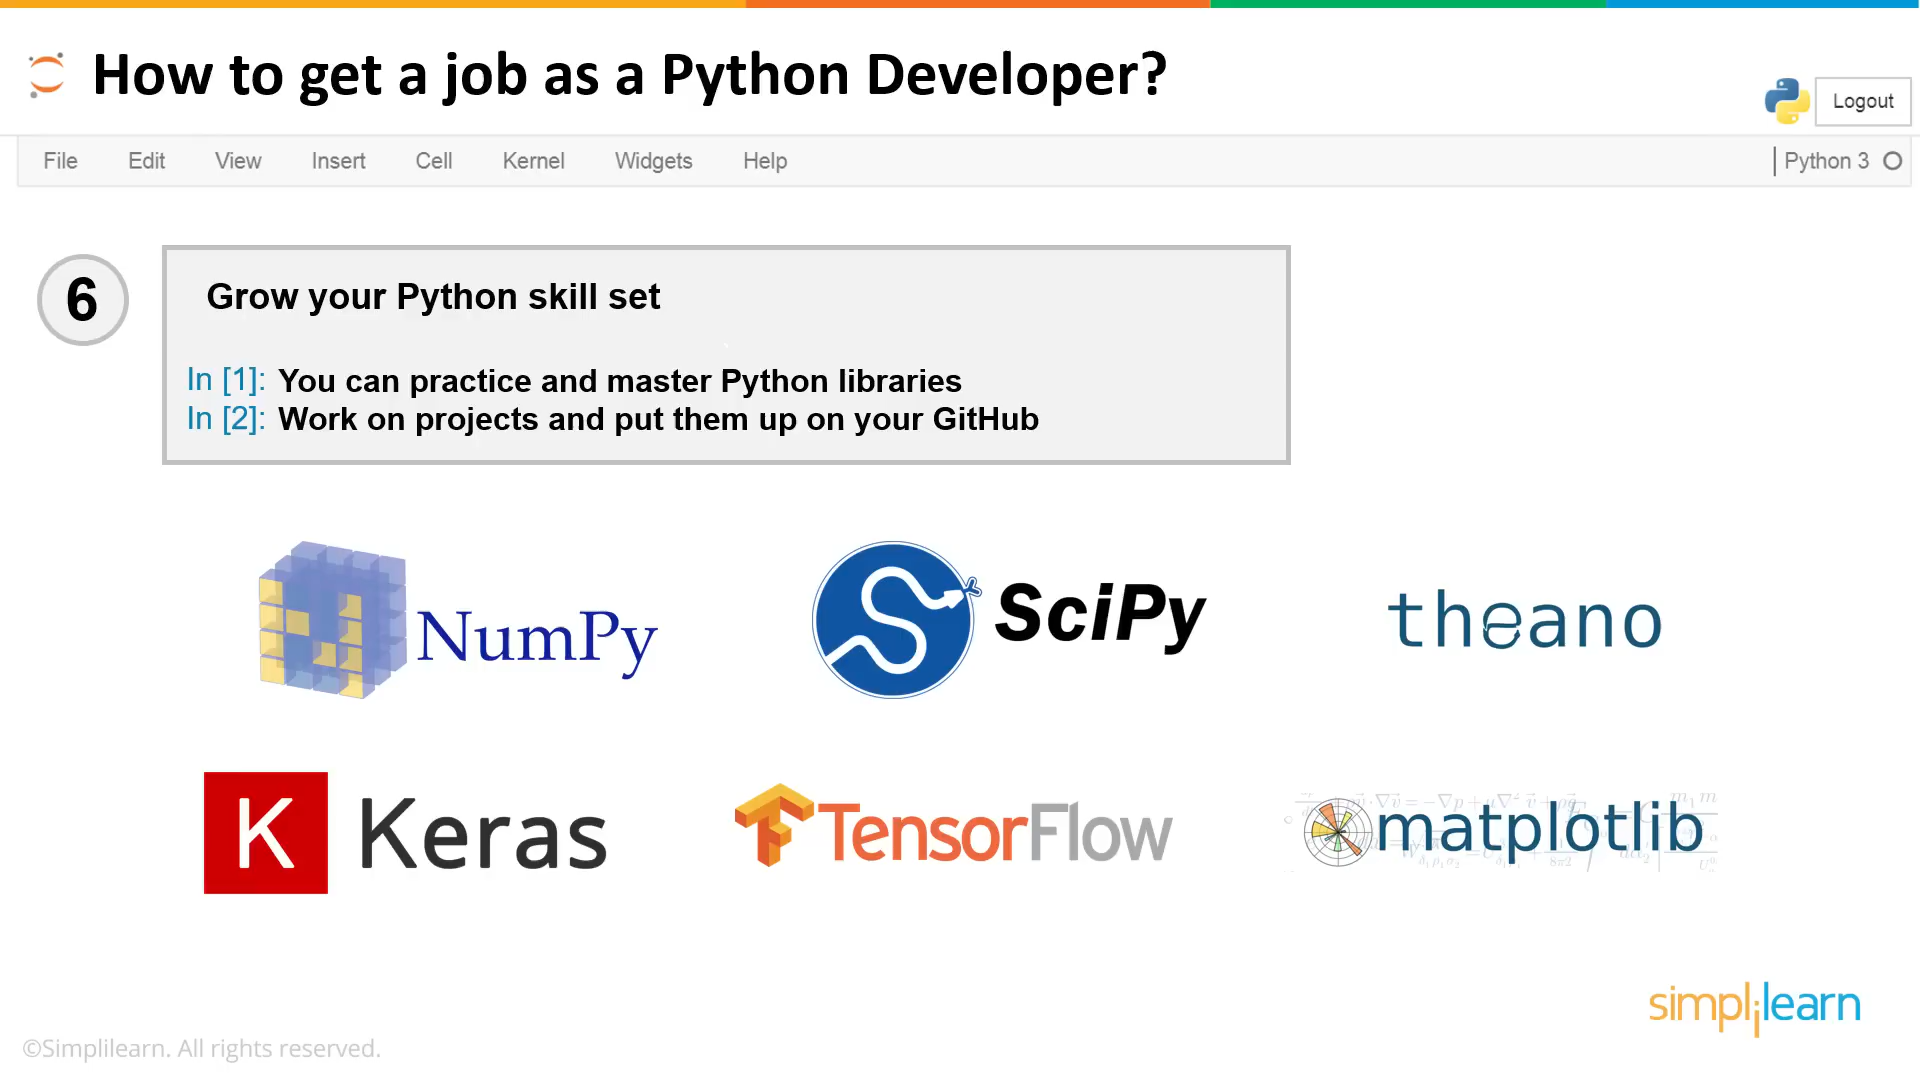 How to get a job as a Python Developer?
Logout
File Edit View Insert Cell Kernel Widgets Help
Python 3
6
Grow your Python skill set
In [1]: You can practice and master Python libraries
In [2]: Work on projects and put them up on your GitHub
NumPy
SciPy
theano
K Keras
TensorFlow
matplotlib
simplilearn
©Simplilearn. All rights reserved.